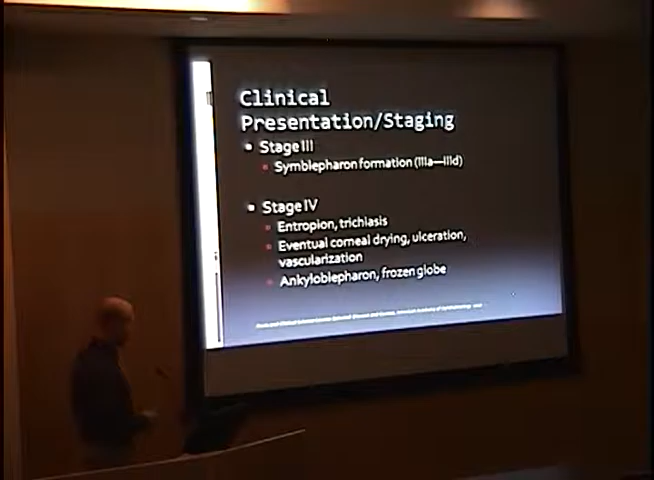 Clinical
Presentation/Staging
• Stage III
• Symblepharon formation (IIIa—IIId)
• Stage IV
• Entropion, trichiasis
• Eventual corneal drying, ulceration,
vascularization
• Ankyloblepharon, frozen globe